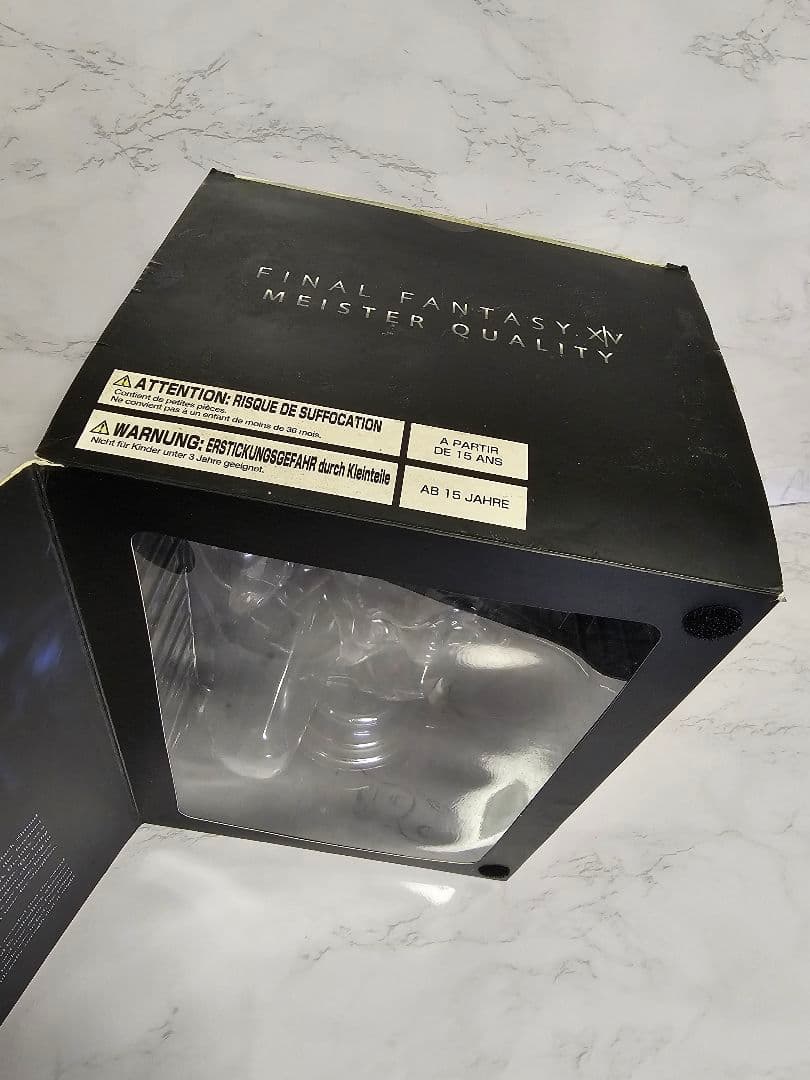 FINAL FANTASY XIV
MEISTER QUALITY
ATTENTION: RISQUE DE SUFFOCATION
Contient de petites pièces.
Ne convient pas à un enfant de moins de 36 mois.
A PARTIR
DE 15 ANS
WARNUNG: ERSTICKUNGSGEFAHR durch Kleinteile
Nicht für Kinder unter 3 Jahre geeignet.
AB 15 JAHRE